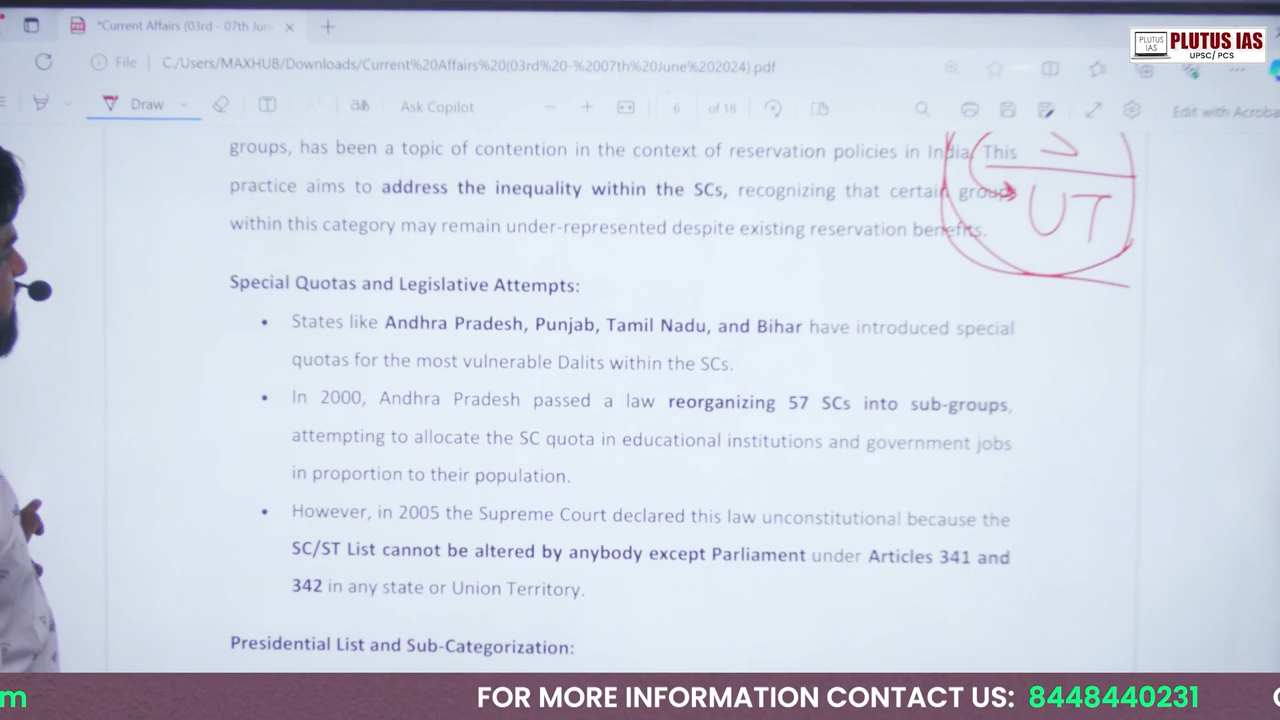 *Current Affairs (03rd - 07th Jun
PLUTUS IAS
PLUTUS IAS
UPSC/ PCS
File | C:/Users/MAXHUB/Downloads/Current%20Affairs%20(03rd%20-%2007th%20June%202024).pdf
Draw
Ask Copilot
6 of 18
Edit with Acroba
groups, has been a topic of contention in the context of reservation policies in India. This
practice aims to address the inequality within the SCs, recognizing that certain groups
UT
within this category may remain under-represented despite existing reservation benefits.
Special Quotas and Legislative Attempts:
• States like Andhra Pradesh, Punjab, Tamil Nadu, and Bihar have introduced special
quotas for the most vulnerable Dalits within the SCs.
• In 2000, Andhra Pradesh passed a law reorganizing 57 SCs into sub-groups,
attempting to allocate the SC quota in educational institutions and government jobs
in proportion to their population.
• However, in 2005 the Supreme Court declared this law unconstitutional because the
SC/ST List cannot be altered by anybody except Parliament under Articles 341 and
342 in any state or Union Territory.
Presidential List and Sub-Categorization:
m FOR MORE INFORMATION CONTACT US: 8448440231